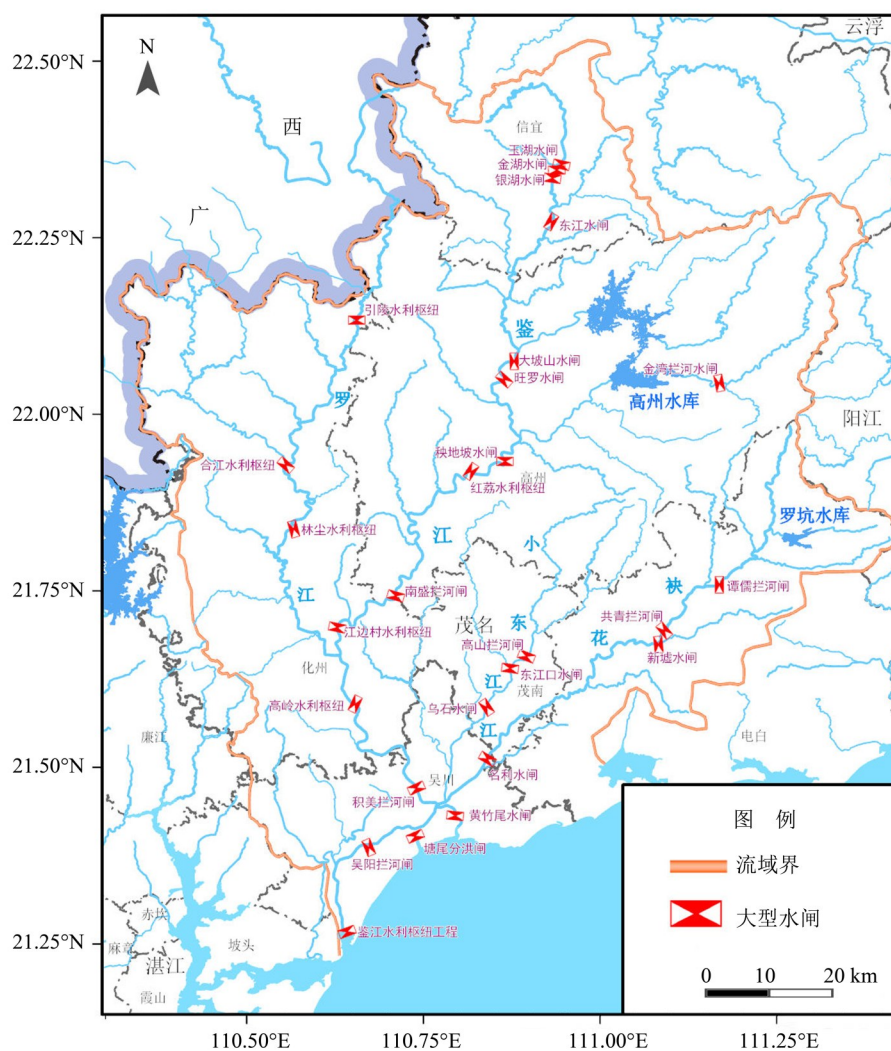 22.50°N
22.25°N
22.00°N
21.75°N
21.50°N
21.25°N
110.50°E
110.75°E
111.00°E
111.25°E
N
云浮
西
广
信宜
玉湖水闸
金湖水闸
银湖水闸
东江水闸
引陵水利枢纽
鉴
大坡山水闸
旺罗水闸
金湾拦河水闸
高州水库
罗
阳江
秧地坡水闸
合江水利枢纽
高州
红荔水利枢纽
罗坑水库
林尘水利枢纽
江
小
袂
谭儒拦河闸
南盛拦河闸
江
茂名
东
花
共青拦河闸
江边村水利枢纽
高山拦河闸
新墟水闸
化州
东江口水闸
江
茂南
高岭水利枢纽
乌石水闸
江
廉江
电白
名利水闸
吴川
积美拦河闸
黄竹尾水闸
塘尾分洪闸
吴阳拦河闸
赤坎
鉴江水利枢纽工程
麻章
坡头
湛江
霞山
图 例
流域界
大型水闸
0 10 20 km